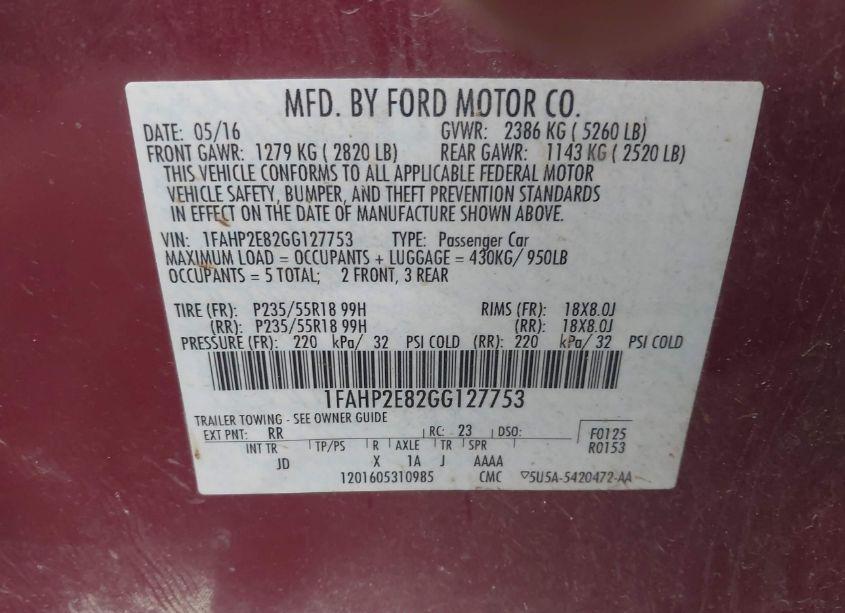 MFD. BY FORD MOTOR CO.
DATE: 05/16 GVWR: 2386 KG ( 5260 LB)
FRONT GAWR: 1279 KG ( 2820 LB) REAR GAWR: 1143 KG ( 2520 LB)
THIS VEHICLE CONFORMS TO ALL APPLICABLE FEDERAL MOTOR
VEHICLE SAFETY, BUMPER, AND THEFT PREVENTION STANDARDS
IN EFFECT ON THE DATE OF MANUFACTURE SHOWN ABOVE.
VIN: 1FAHP2E82GG127753 TYPE: Passenger Car
MAXIMUM LOAD = OCCUPANTS + LUGGAGE = 430KG/ 950LB
OCCUPANTS = 5 TOTAL; 2 FRONT, 3 REAR
TIRE (FR): P235/55R18 99H RIMS (FR): 18X8.0J
(RR): P235/55R18 99H (RR): 18X8.0J
PRESSURE (FR): 220 kPa/ 32 PSI COLD (RR): 220 kPa/ 32 PSI COLD
1FAHP2E82GG127753
TRAILER TOWING - SEE OWNER GUIDE
EXT PNT: RR RC: 23 DSO: F0125
INT TR TP/PS R AXLE TR SPR R0153
JD X 1A J AAAA
1201605310985 CMC ▽5U5A-5420472-AA